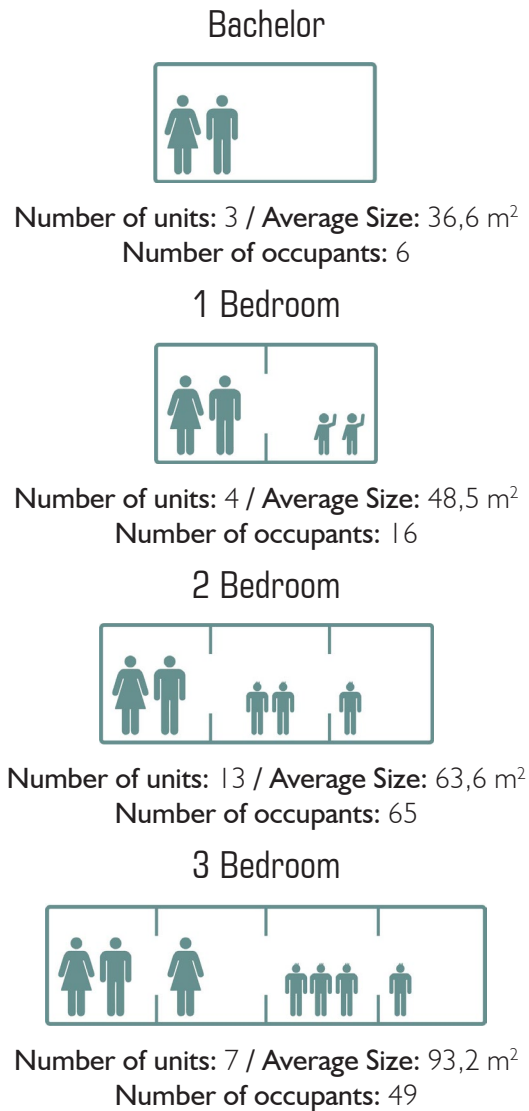 Bachelor
Number of units: 3 / Average Size: 36,6 m²
Number of occupants: 6
1 Bedroom
Number of units: 4 / Average Size: 48,5 m²
Number of occupants: 16
2 Bedroom
Number of units: 13 / Average Size: 63,6 m²
Number of occupants: 65
3 Bedroom
Number of units: 7 / Average Size: 93,2 m²
Number of occupants: 49